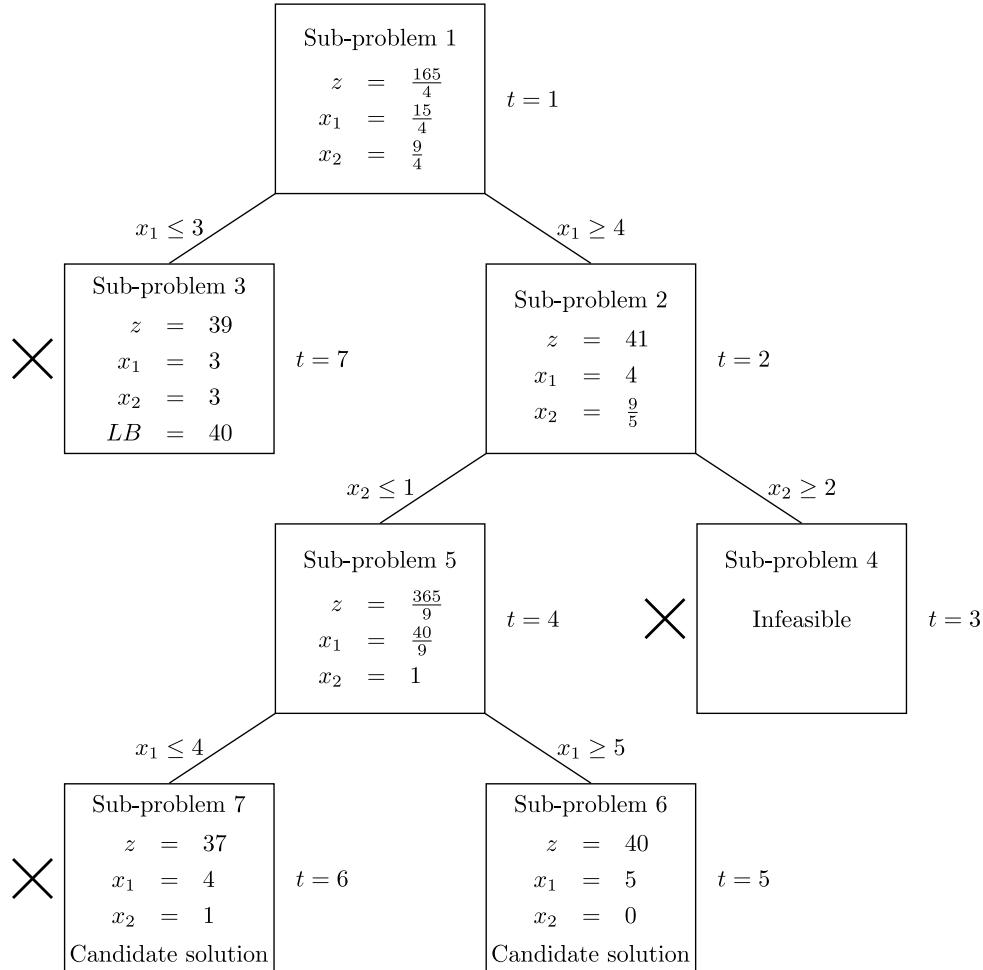 Sub-problem 1
z = 165/4
x₁ = 15/4
x₂ = 9/4
t = 1
x₁ ≤ 3
x₁ ≥ 4
Sub-problem 3
z = 39
x₁ = 3
x₂ = 3
LB = 40
t = 7
Sub-problem 2
z = 41
x₁ = 4
x₂ = 9/5
t = 2
x₂ ≤ 1
x₂ ≥ 2
Sub-problem 5
z = 365/9
x₁ = 40/9
x₂ = 1
t = 4
Sub-problem 4
Infeasible
t = 3
x₁ ≤ 4
x₁ ≥ 5
Sub-problem 7
z = 37
x₁ = 4
x₂ = 1
Candidate solution
t = 6
Sub-problem 6
z = 40
x₁ = 5
x₂ = 0
Candidate solution
t = 5